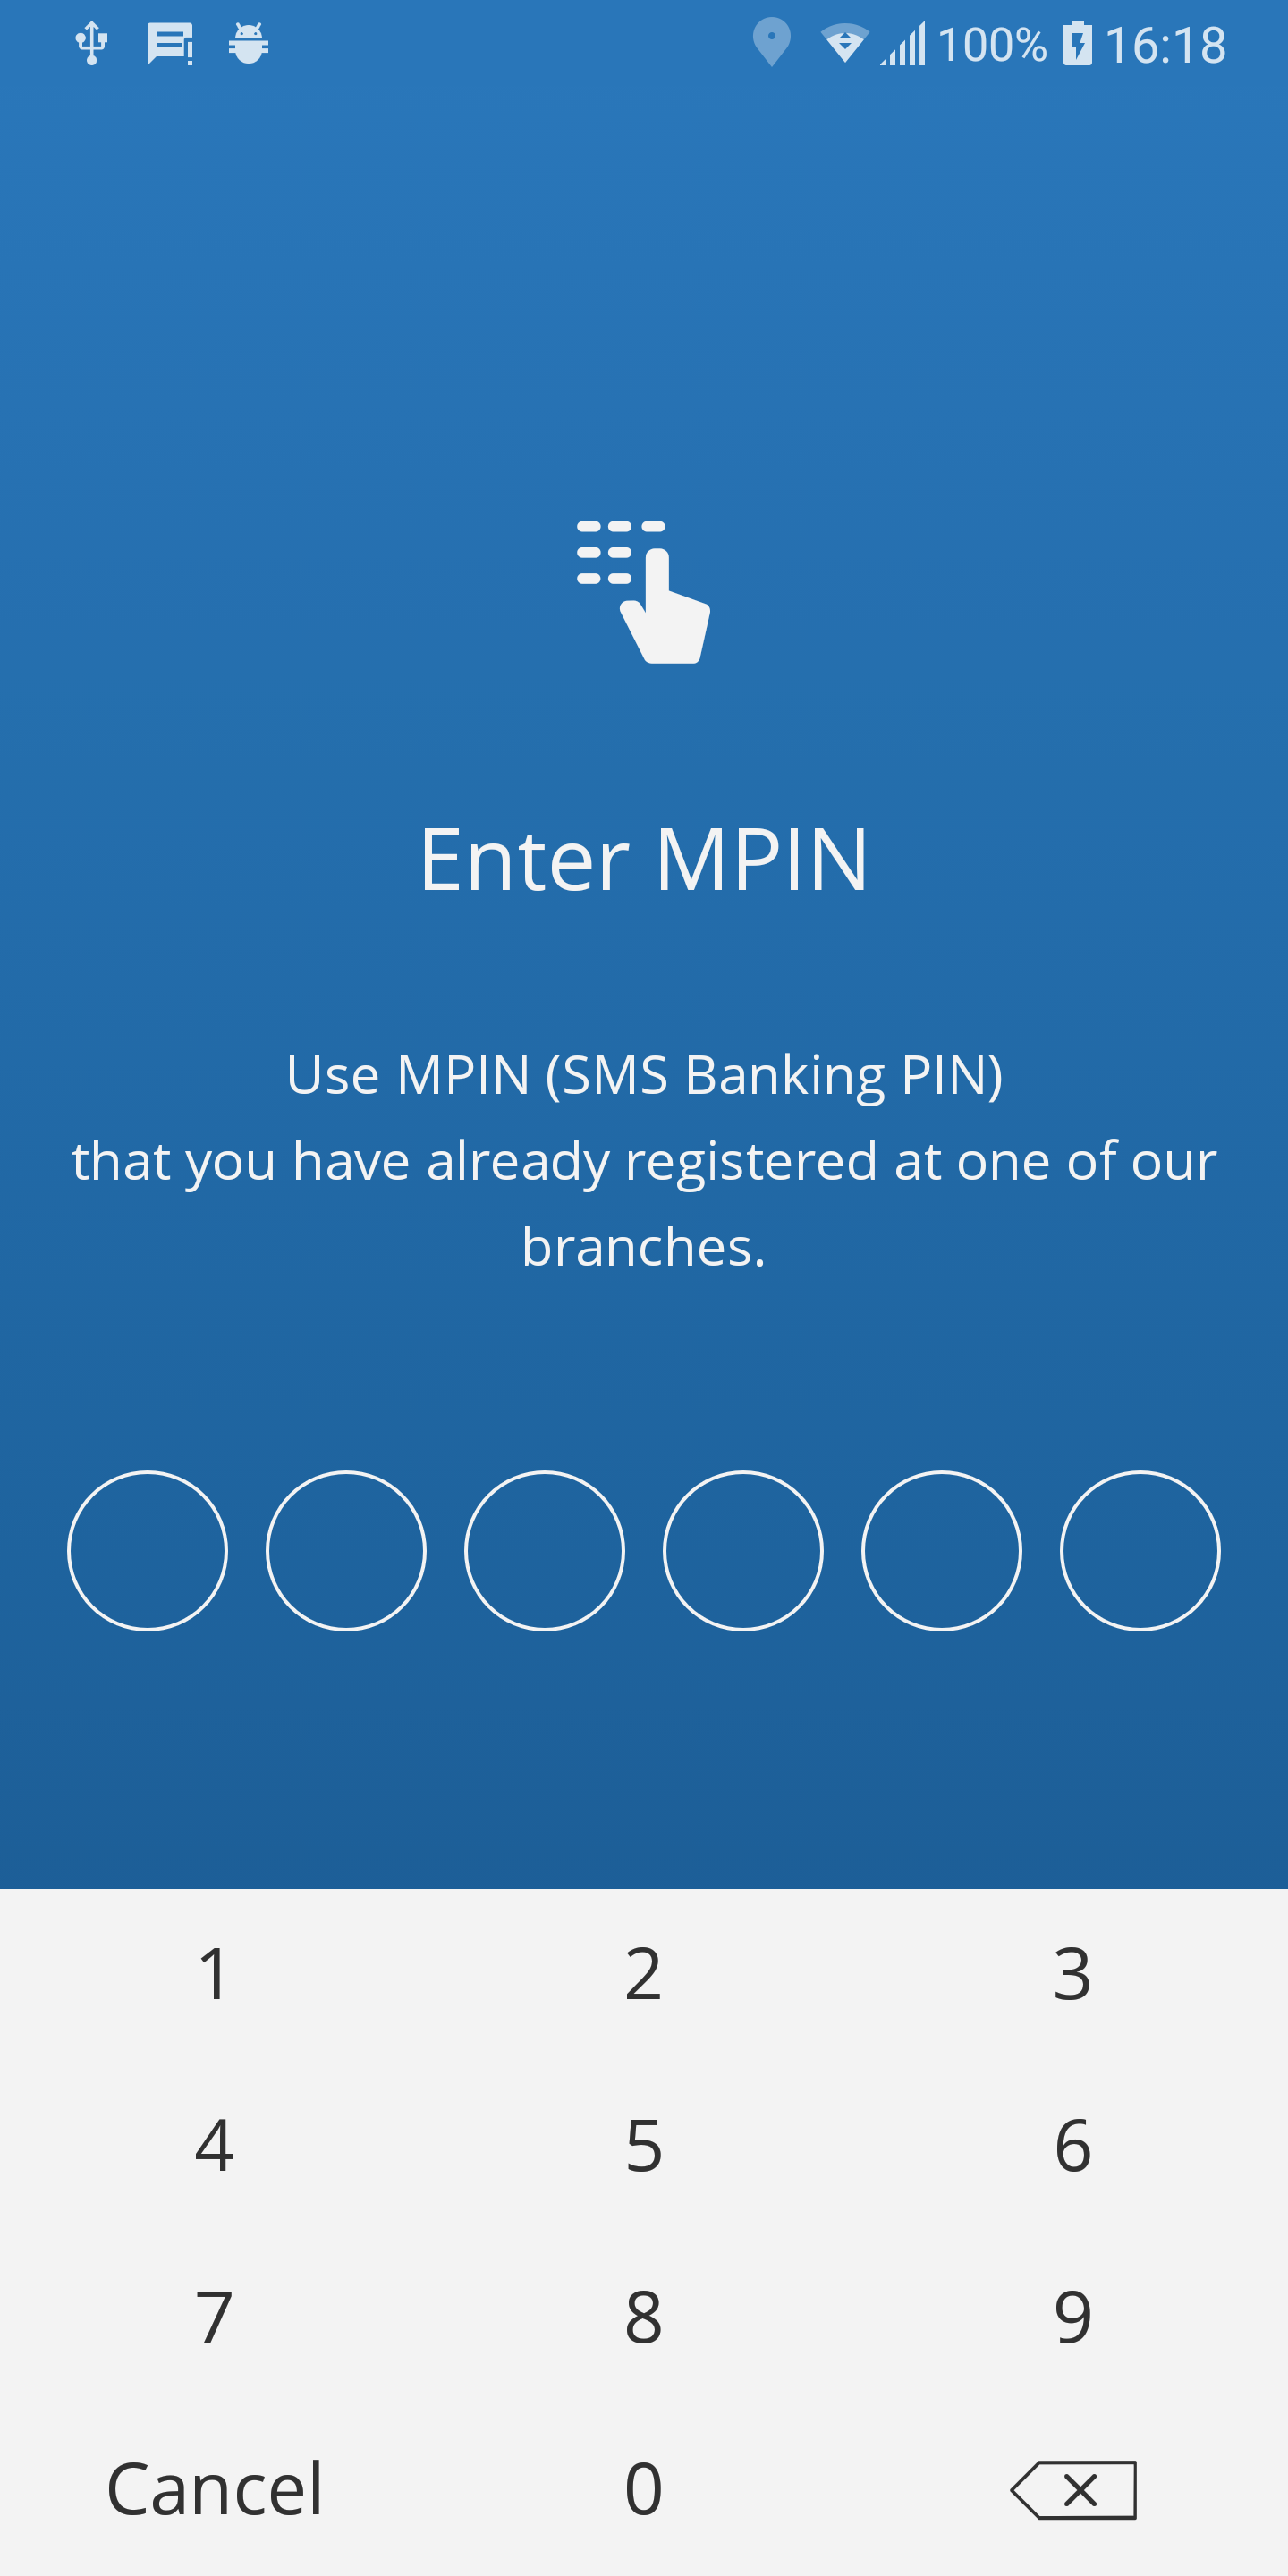 100% 16:18
Enter MPIN
Use MPIN (SMS Banking PIN)
that you have already registered at one of our
branches.
1 2 3
4 5 6
7 8 9
Cancel 0